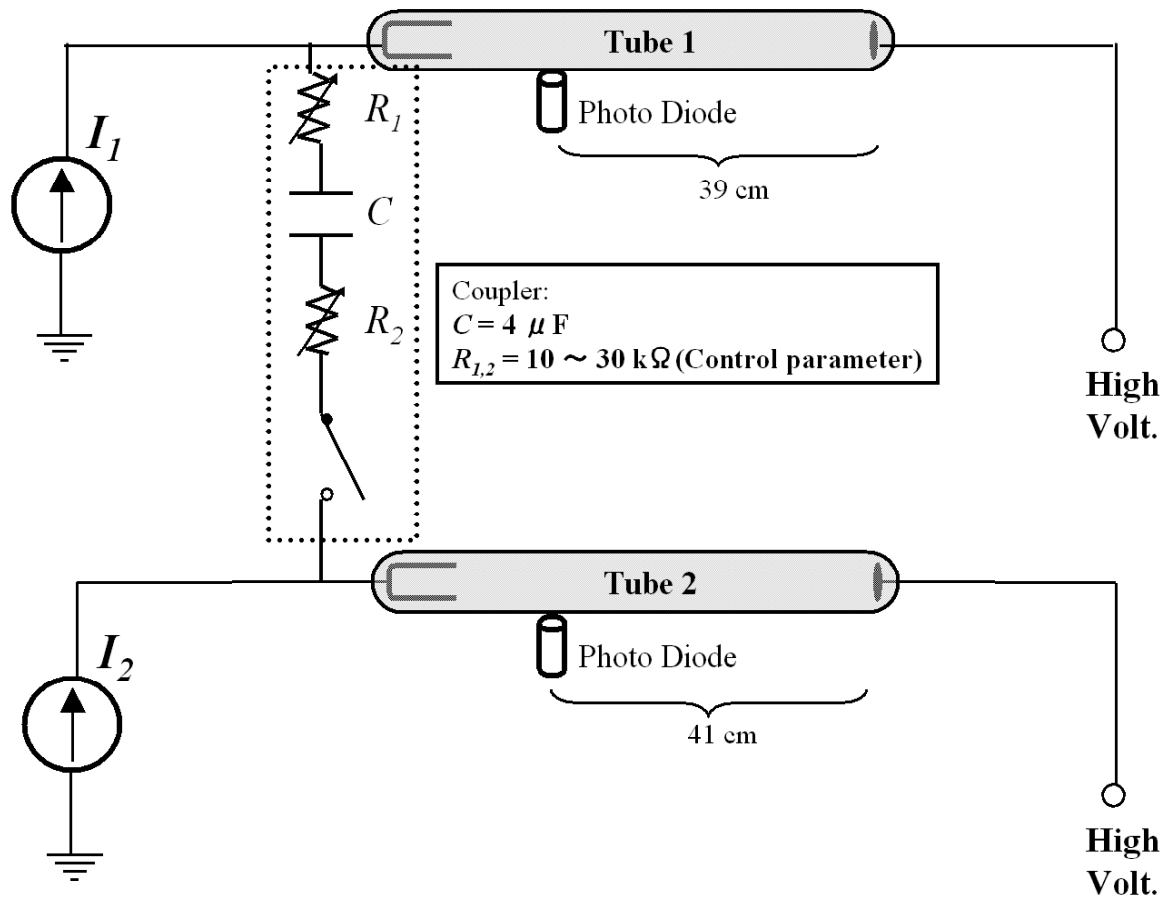 Tube 1
R1
Photo Diode
I1
39 cm
C
Coupler:
C = 4 μ F
R1,2 = 10 ～ 30 kΩ (Control parameter)
R2
High
Volt.
Tube 2
I2
Photo Diode
41 cm
High
Volt.